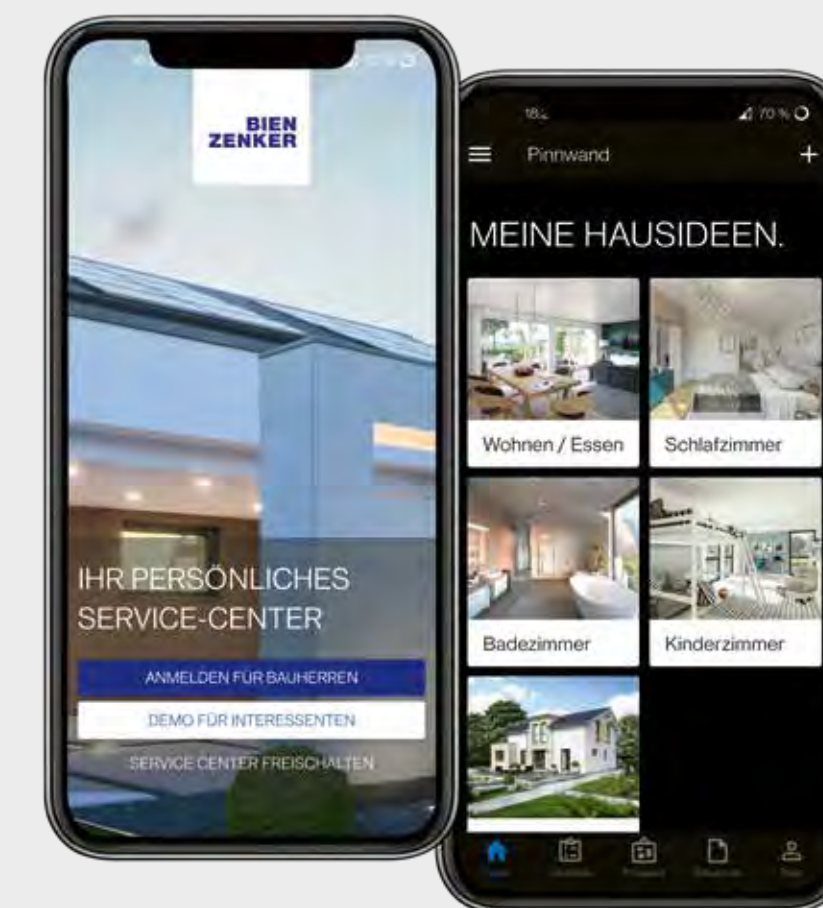 BIEN
ZENKER
IHR PERSÖNLICHES
SERVICE-CENTER
ANMELDEN FÜR BAUHERREN
DEMO FÜR INTERESSENTEN
SERVICE CENTER FREISCHALTEN
70 %
Pinnwand
MEINE HAUSIDEEN.
Wohnen / Essen
Schlafzimmer
Badezimmer
Kinderzimmer